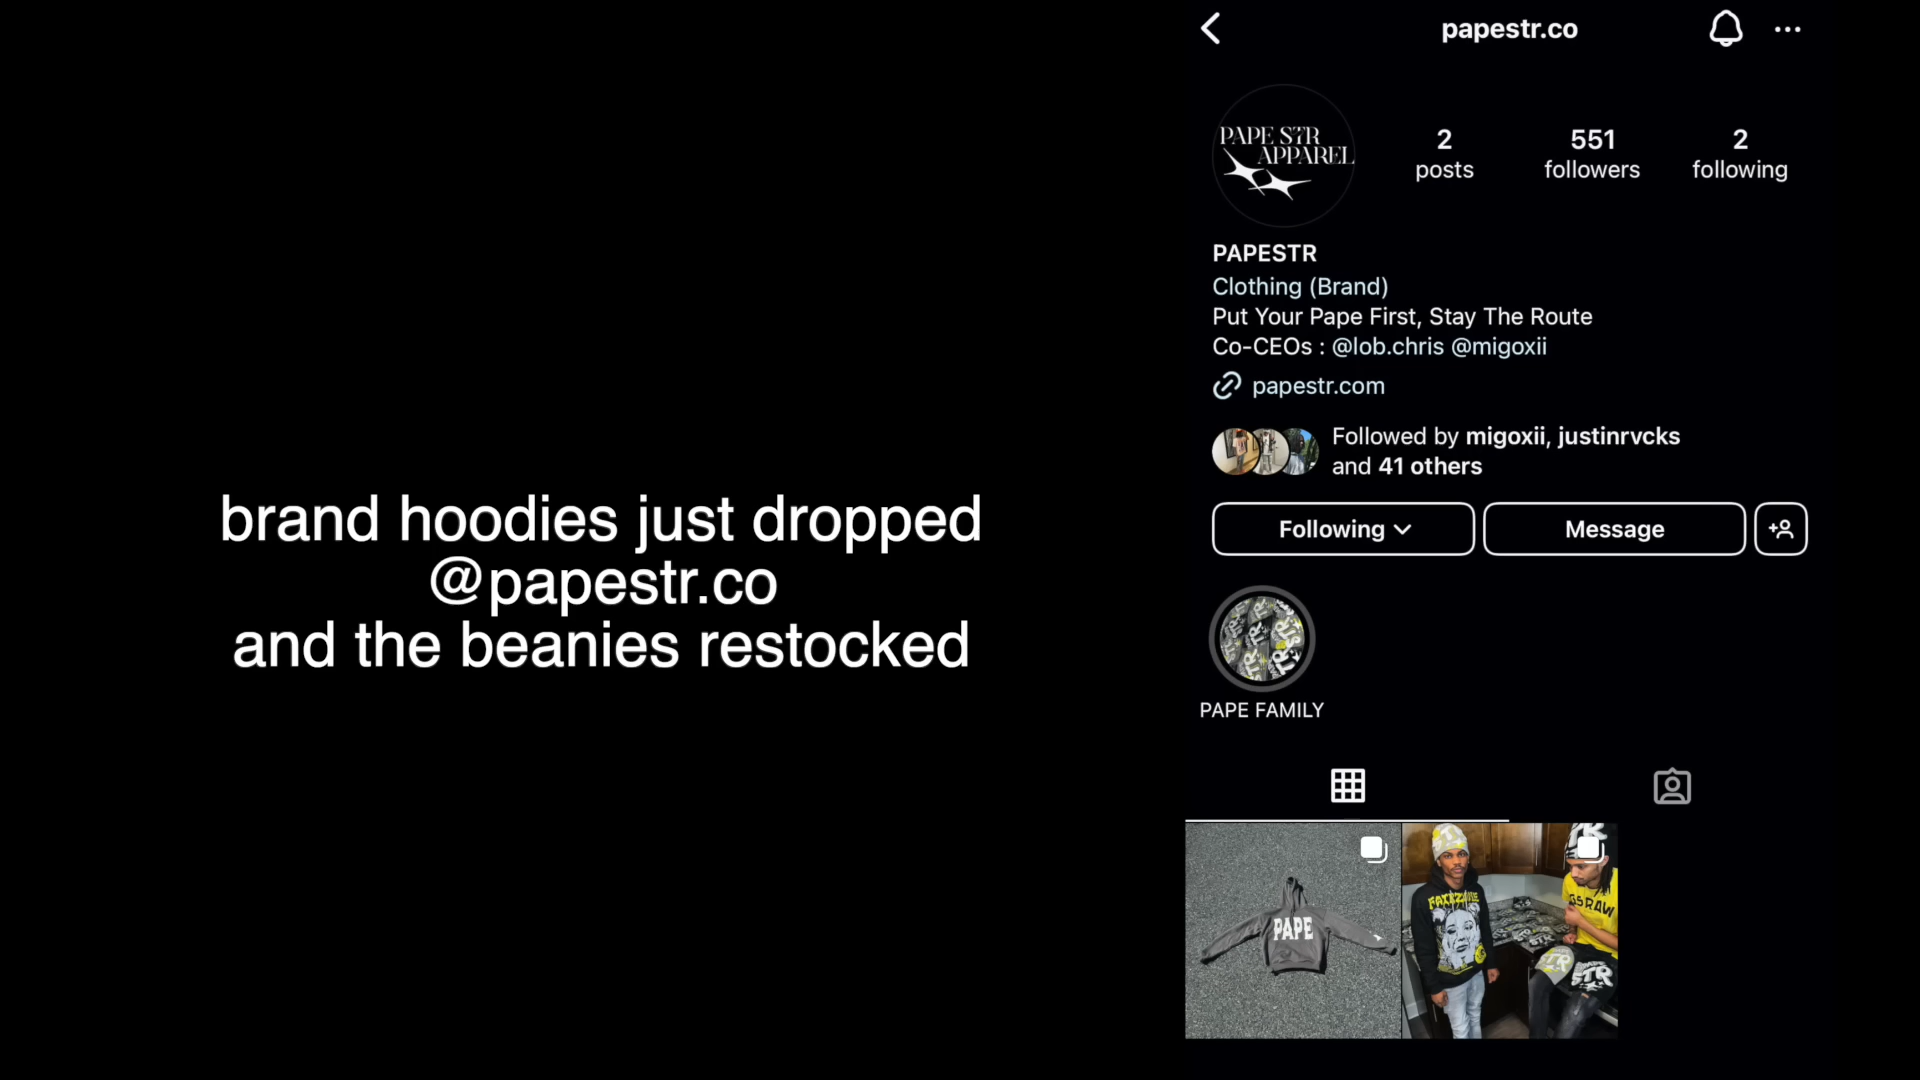 brand hoodies just dropped
@papestr.co
and the beanies restocked
papestr.co
PAPE STR
APPAREL
2
posts
551
followers
2
following
PAPESTR
Clothing (Brand)
Put Your Pape First, Stay The Route
Co-CEOs : @lob.chris @migoxii
papestr.com
Followed by migoxii, justinrvcks
and 41 others
Following
Message
PAPE FAMILY
PAPE
STR
STR